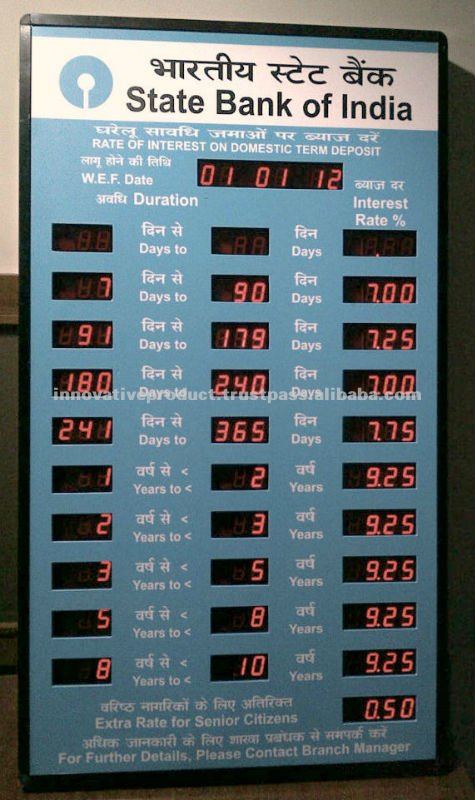 भारतीय स्टेट बैंक
State Bank of India
घरेलू सावधि जमाओं पर ब्याज दरें
RATE OF INTEREST ON DOMESTIC TERM DEPOSIT
लागू होने की तिथि
W.E.F. Date 01 01 12
ब्याज दर
अवधि Duration Interest
Rate %
दिन से दिन
Days to Days
दिन से दिन
7 Days to 90 Days 7.00
दिन से दिन
91 Days to 179 Days 7.25
दिन से दिन
180 Days to 240 Days 7.00
innovativeproduct.trustpass.alibaba.com
दिन से दिन
241 Days to 365 Days 7.75
वर्ष से < वर्ष
1 Years to < 2 Years 9.25
वर्ष से < वर्ष
2 Years to < 3 Years 9.25
वर्ष से < वर्ष
3 Years to < 5 Years 9.25
वर्ष से < वर्ष
5 Years to < 8 Years 9.25
वर्ष से < वर्ष
8 Years to < 10 Years 9.25
वरिष्ठ नागरिकों के लिए अतिरिक्त
Extra Rate for Senior Citizens 0.50
अधिक जानकारी के लिए शाखा प्रबंधक से सम्पर्क करें
For Further Details, Please Contact Branch Manager